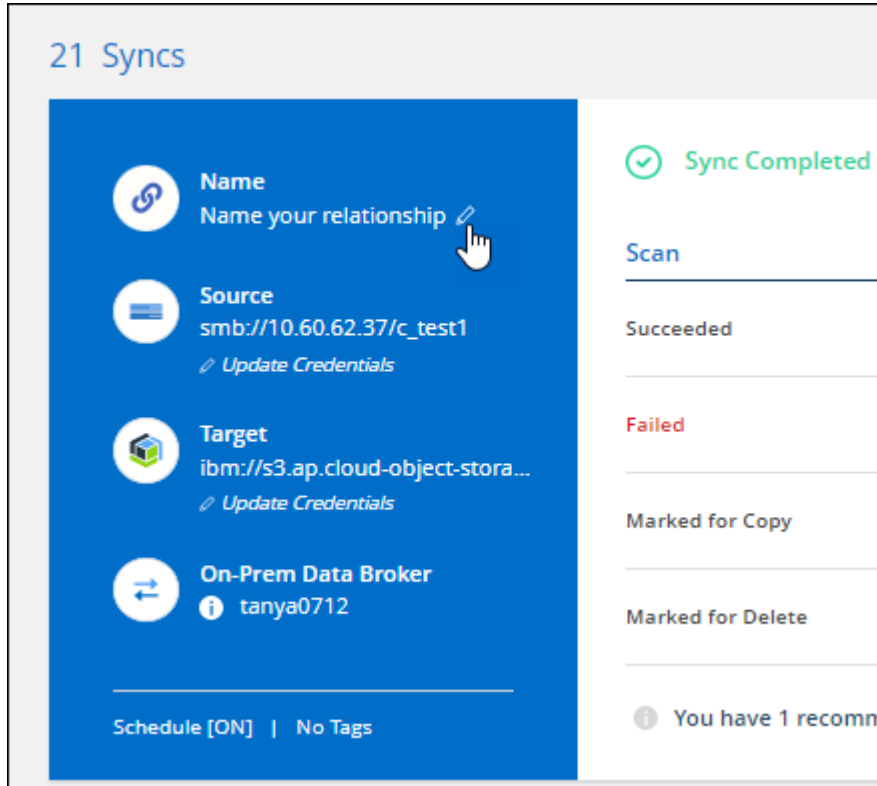 21 Syncs
Name
Name your relationship
Source
smb://10.60.62.37/c_test1
Update Credentials
Target
ibm://s3.ap.cloud-object-stora...
Update Credentials
On-Prem Data Broker
tanya0712
Schedule [ON] | No Tags
Sync Completed
Scan
Succeeded
Failed
Marked for Copy
Marked for Delete
You have 1